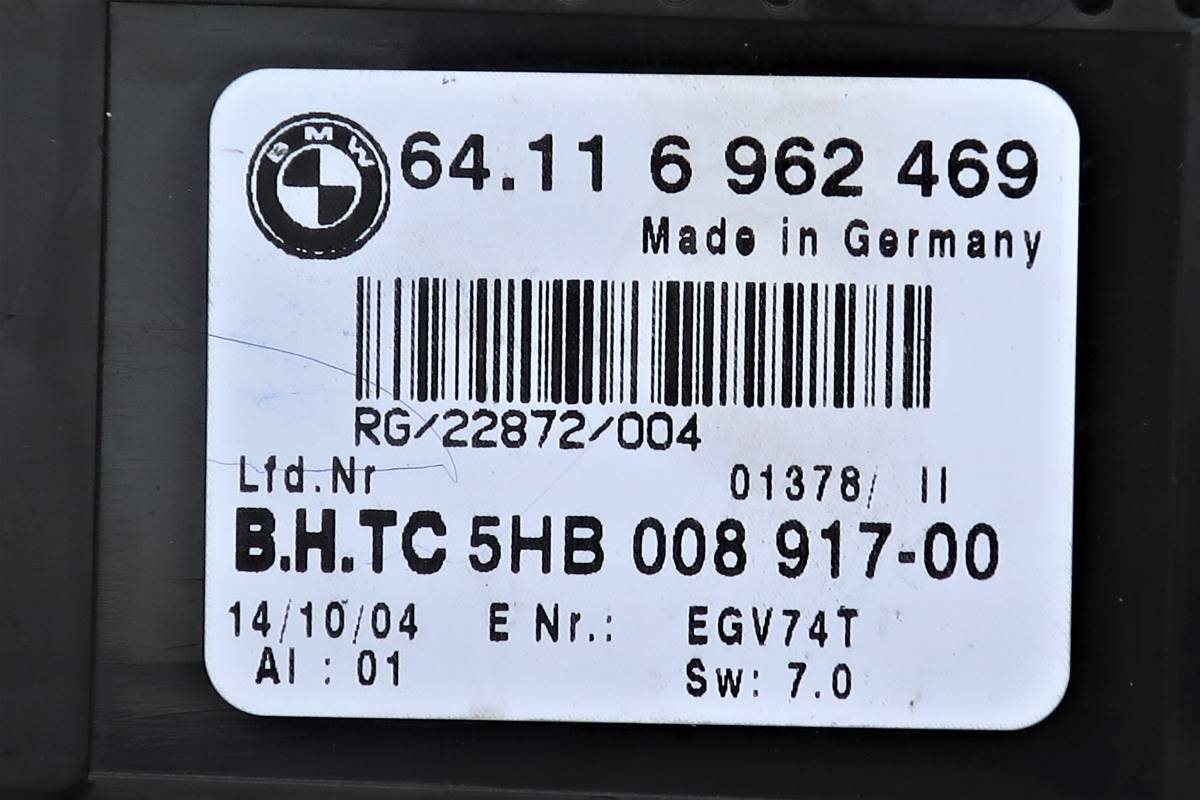 BMW
64.11 6 962 469
Made in Germany
RG/22872/004
Lfd.Nr 01378/ II
B.H.TC 5HB 008 917-00
14/10/04 E Nr.: EGV74T
AI : 01 Sw: 7.0